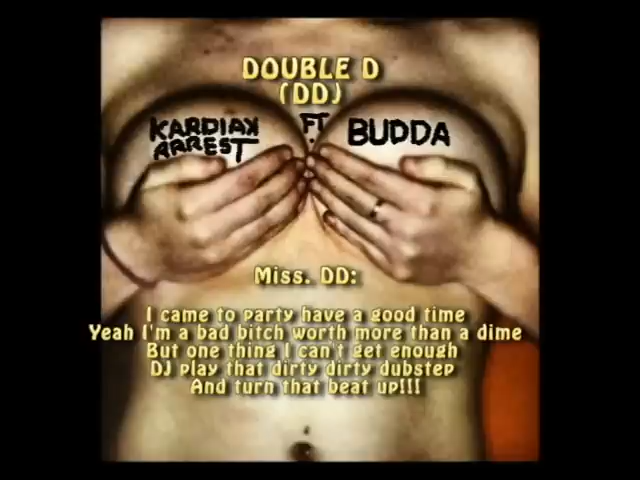 DOUBLE D
(DD)
KARDIAK ARREST FT. BUDDA
Miss. DD:
I came to party have a good time
Yeah I'm a bad bitch worth more than a dime
But one thing I can't get enough
DJ play that dirty dirty dubstep
And turn that beat up!!!